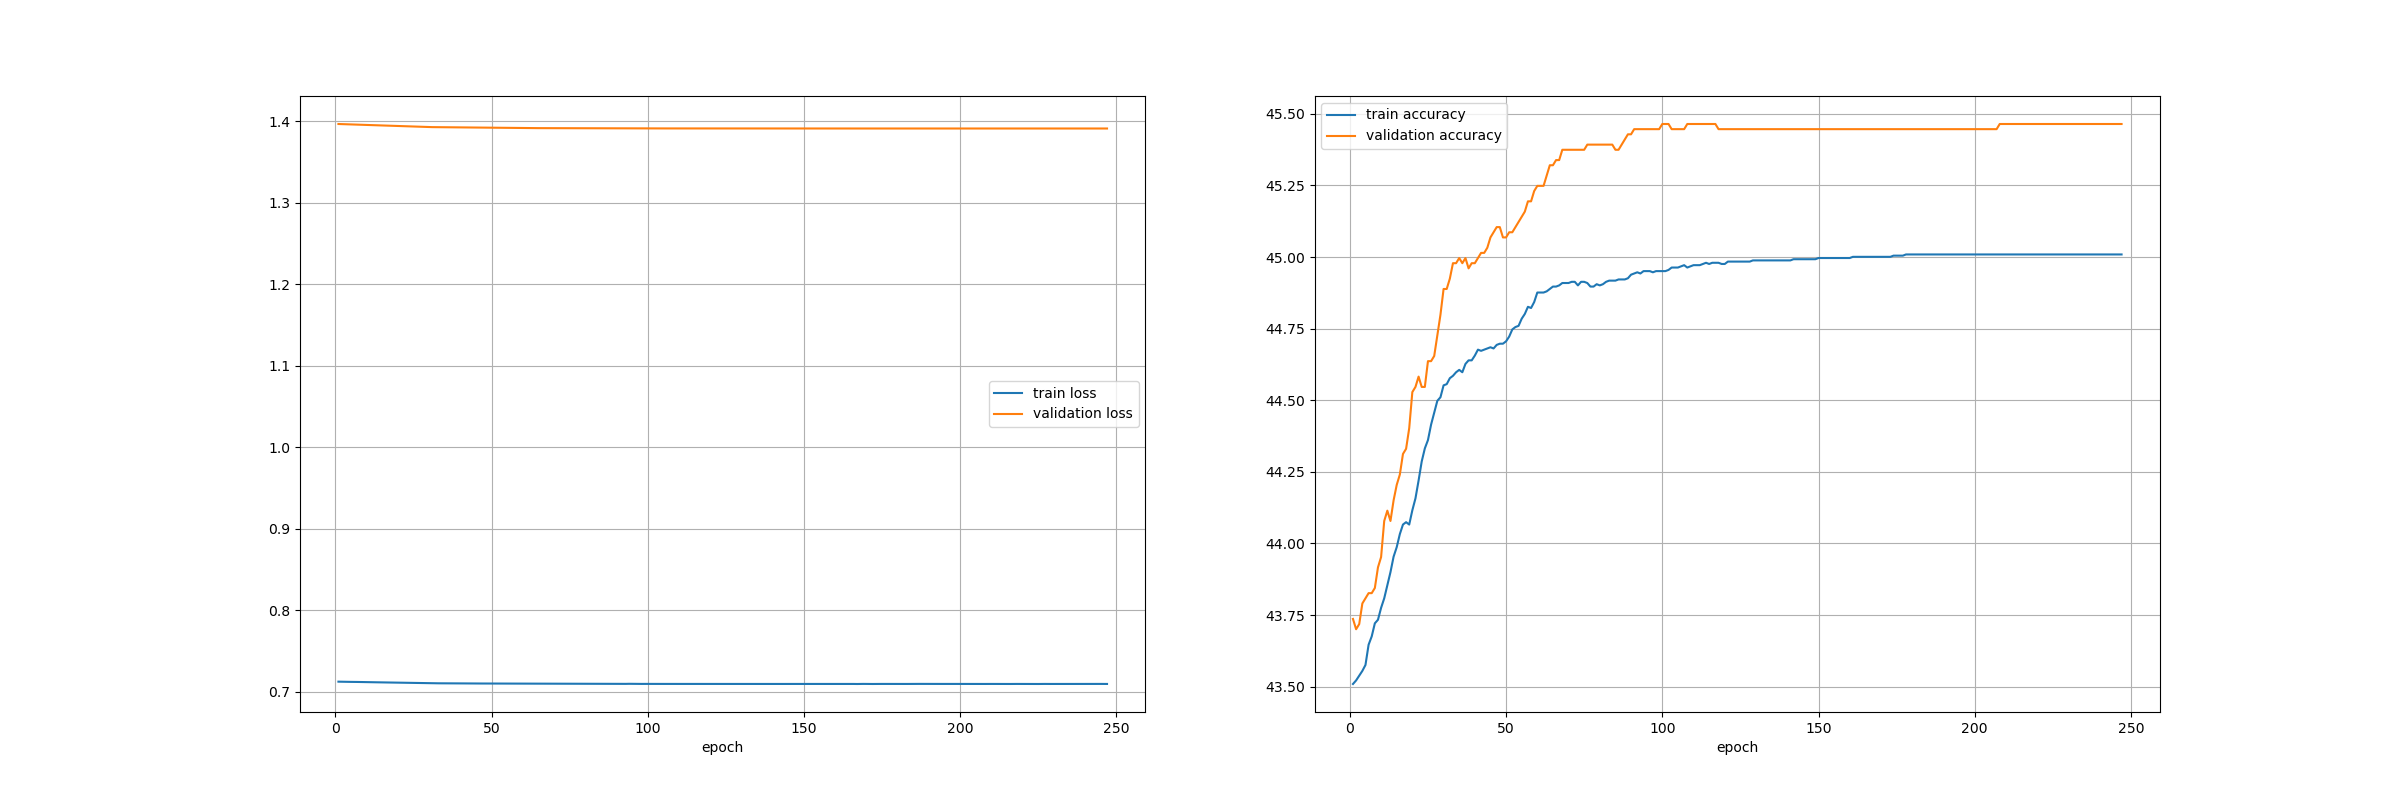 1.4
1.3
1.2
1.1
1.0
0.9
0.8
0.7
0 50 100 150 200 250
epoch
train loss
validation loss
45.50
45.25
45.00
44.75
44.50
44.25
44.00
43.75
43.50
0 50 100 150 200 250
epoch
train accuracy
validation accuracy